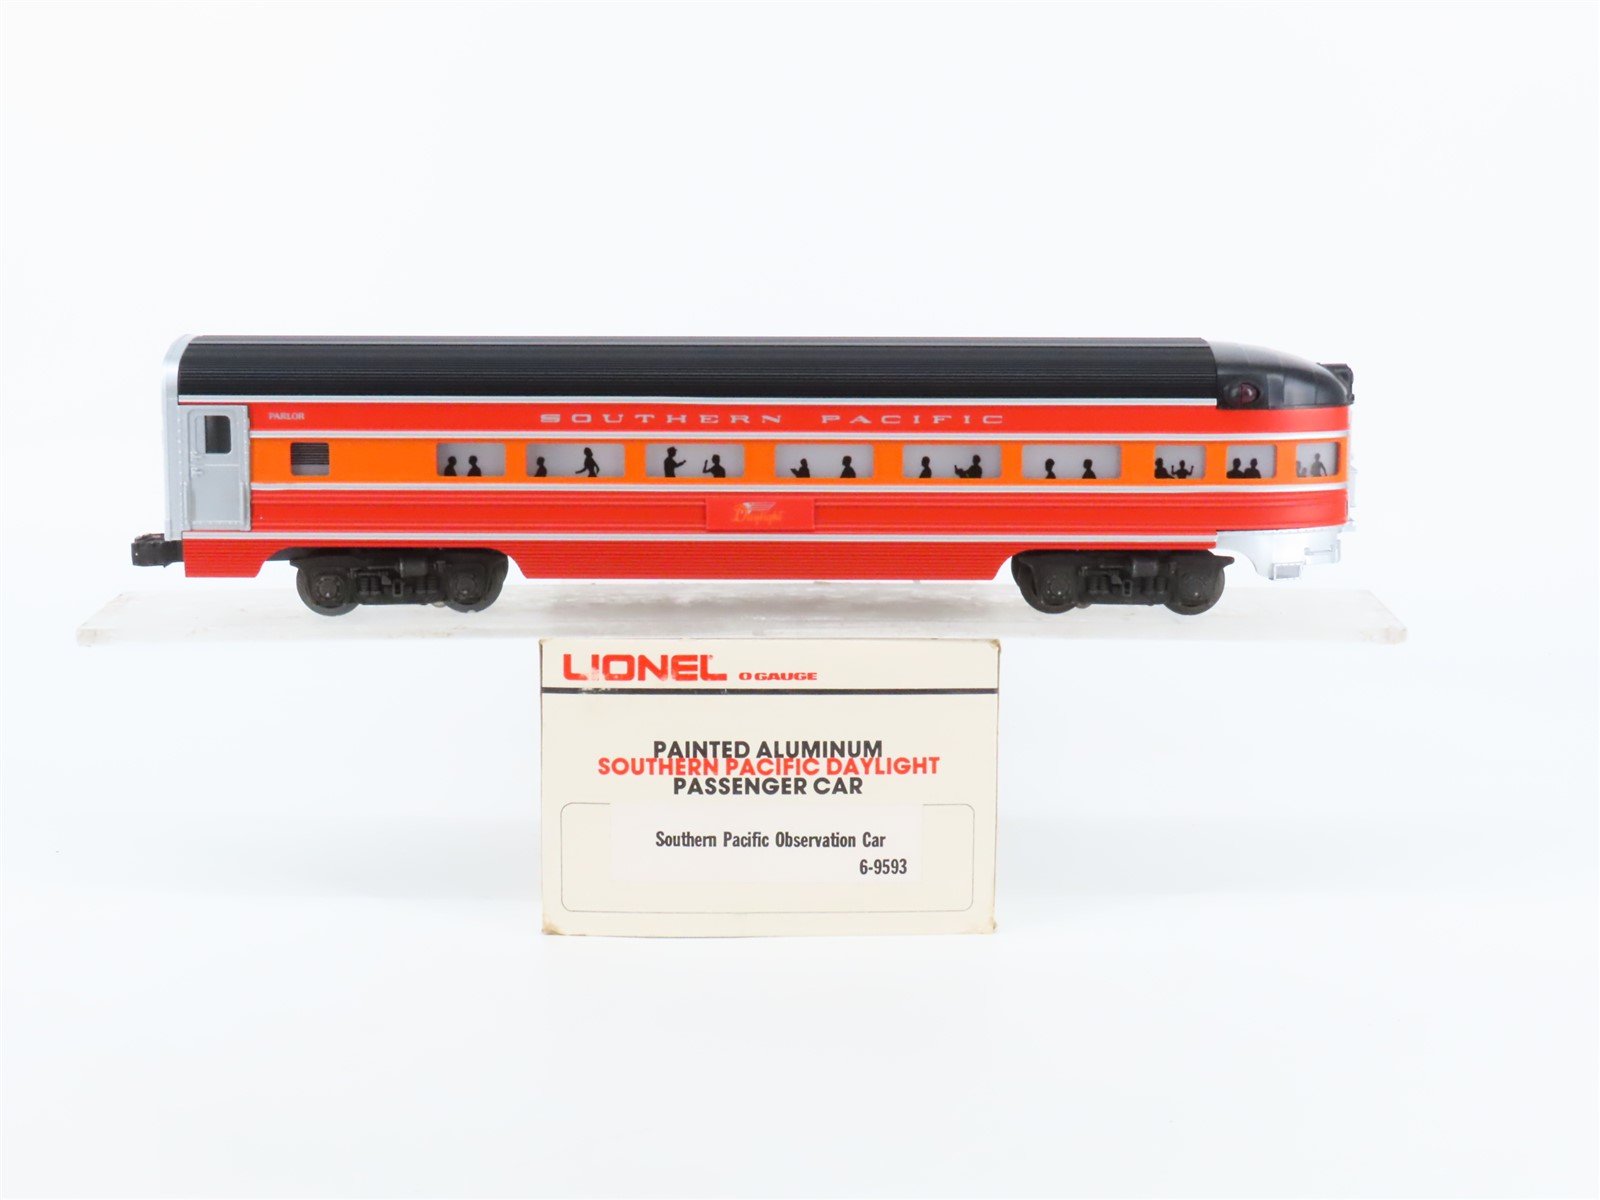 PARLOR
SOUTHERN PACIFIC
Daylight
LIONEL O GAUGE
PAINTED ALUMINUM
SOUTHERN PACIFIC DAYLIGHT
PASSENGER CAR
Southern Pacific Observation Car
6-9593